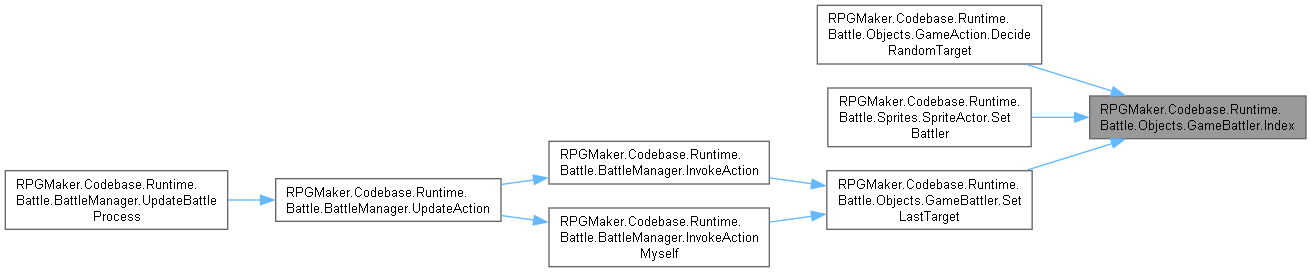 RPGMaker.Codebase.Runtime.
Battle.Objects.GameAction.Decide
RandomTarget
RPGMaker.Codebase.Runtime.
Battle.Sprites.SpriteActor.Set
Battler
RPGMaker.Codebase.Runtime.
Battle.Objects.GameBattler.Index
RPGMaker.Codebase.Runtime.
Battle.BattleManager.InvokeAction
RPGMaker.Codebase.Runtime.
Battle.BattleManager.UpdateBattle
Process
RPGMaker.Codebase.Runtime.
Battle.BattleManager.UpdateAction
RPGMaker.Codebase.Runtime.
Battle.Objects.GameBattler.Set
LastTarget
RPGMaker.Codebase.Runtime.
Battle.BattleManager.InvokeAction
Myself